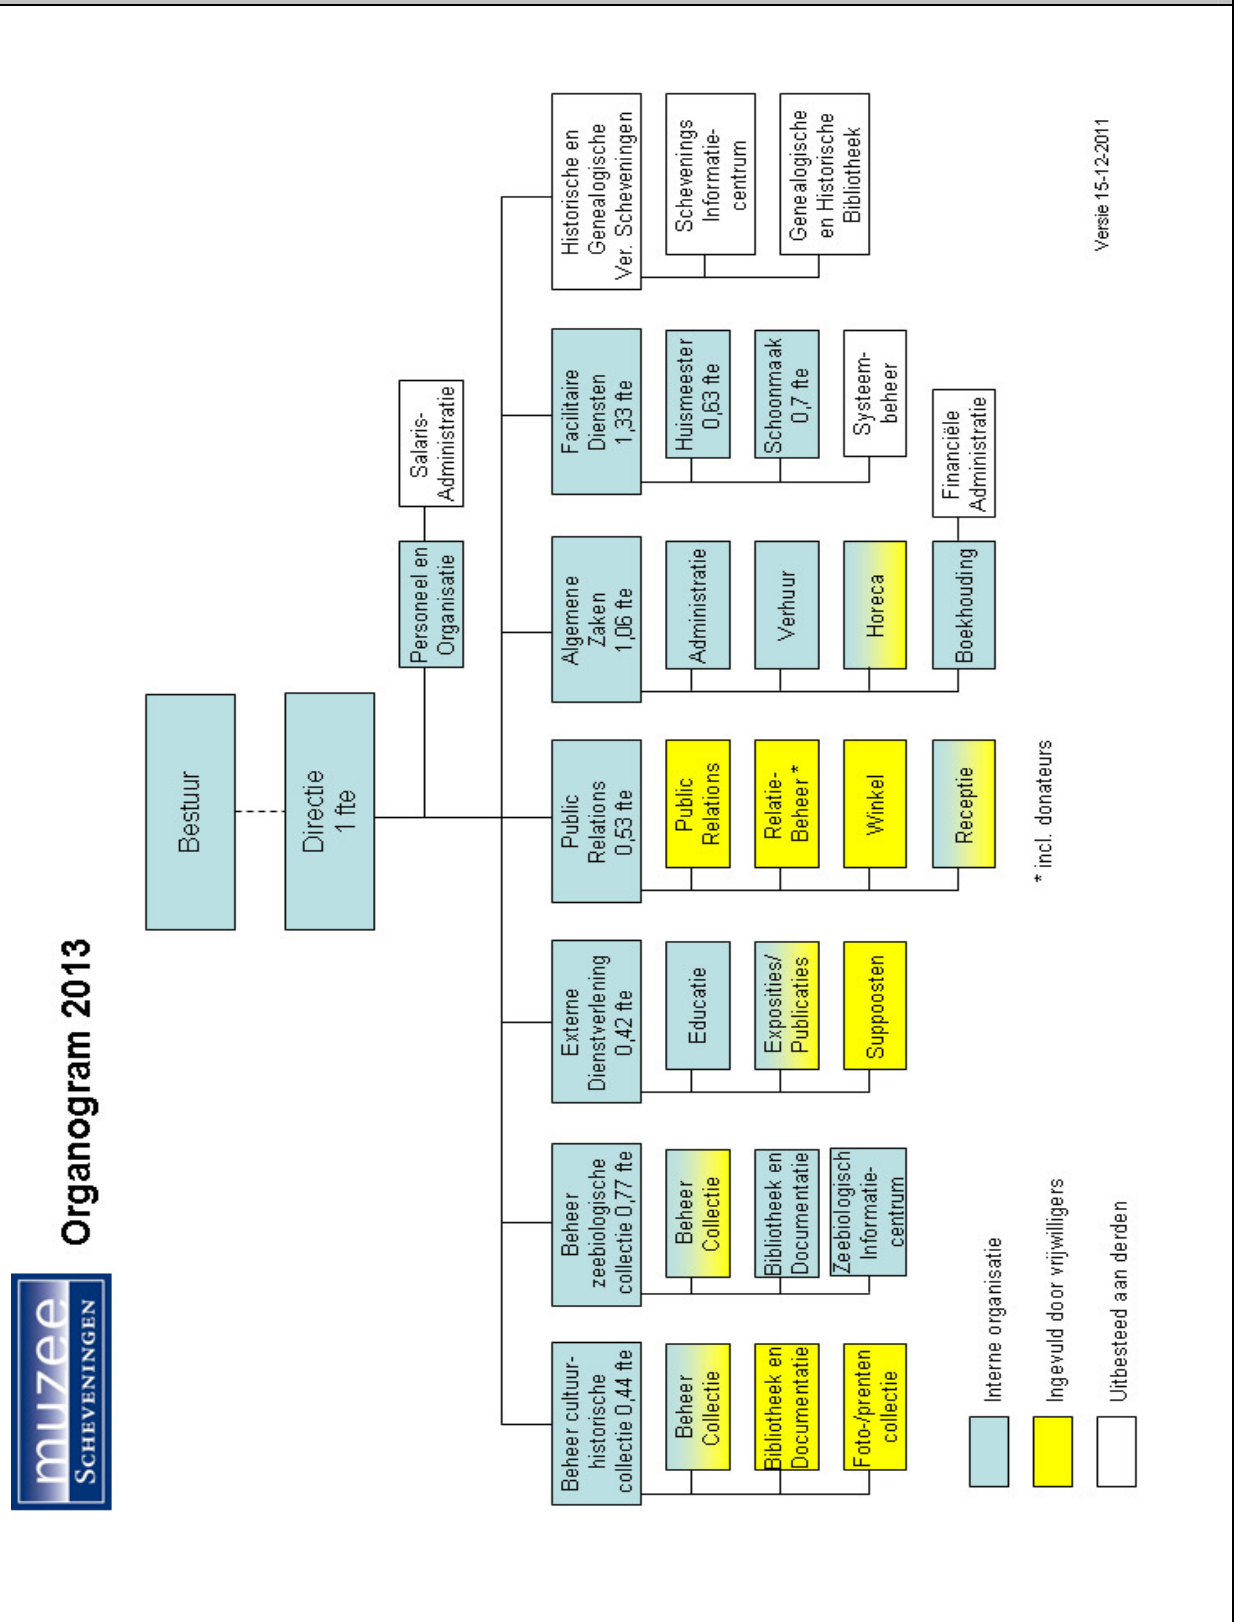 muzee
SCHEVENINGEN
Organogram 2013
Bestuur
Directie
1 fte
Personeel en
Organisatie
Salaris-
Administratie
Beheer cultuur-
historische
collectie 0,44 fte
Beheer
Collectie
Bibliotheek en
Documentatie
Foto-/prenten
collectie
Beheer
zeebiologische
collectie 0,77 fte
Beheer
Collectie
Bibliotheek en
Documentatie
Zeebiologisch
Informatie-
centrum
Externe
Dienstverlening
0,42 fte
Educatie
Exposities/
Publicaties
Suppoosten
Public
Relations
0,53 fte
Public
Relations
Relatie-
Beheer *
Winkel
Receptie
Algemene
Zaken
1,06 fte
Administratie
Verhuur
Horeca
Boekhouding
Financiële
Administratie
Facilitaire
Diensten
1,33 fte
Huismeester
0,63 fte
Schoonmaak
0,7 fte
Systeem-
beheer
Historische en
Genealogische
Ver. Scheveningen
Schevenings
Informatie-
centrum
Genealogische
en Historische
Bibliotheek
Interne organisatie
Ingevuld door vrijwilligers
Uitbesteed aan derden
* incl. donateurs
Versie 15-12-2011